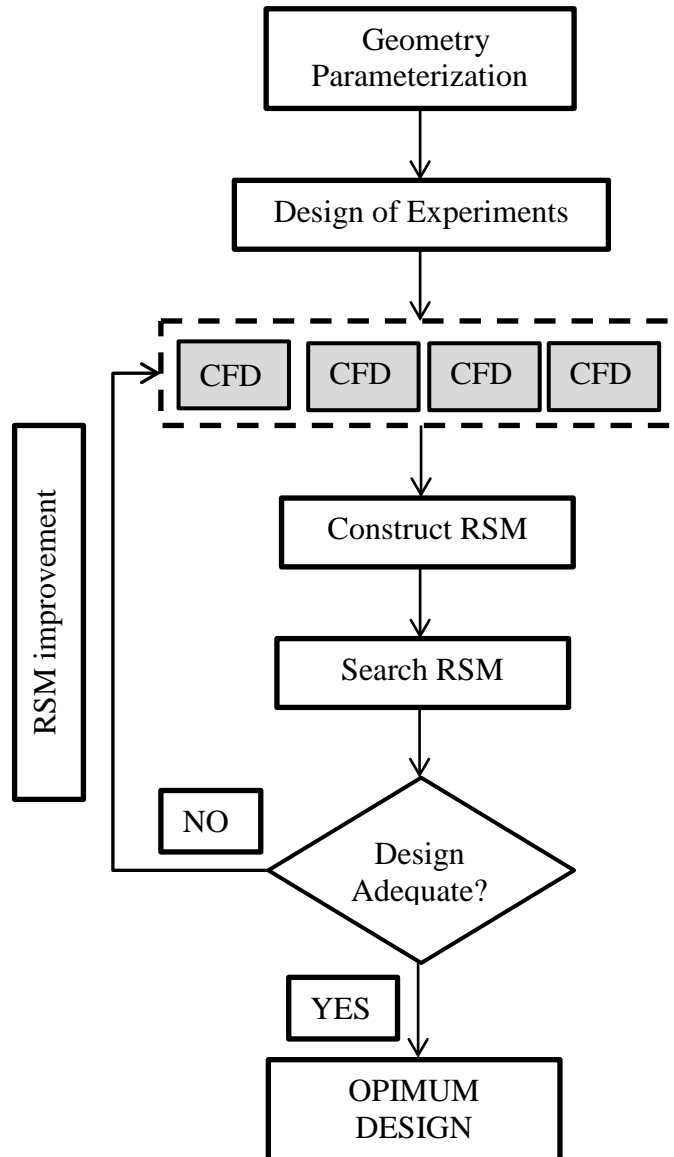 Geometry
Parameterization
Design of Experiments
CFD CFD CFD CFD
Construct RSM
RSM improvement
Search RSM
NO
Design
Adequate?
YES
OPIMUM
DESIGN